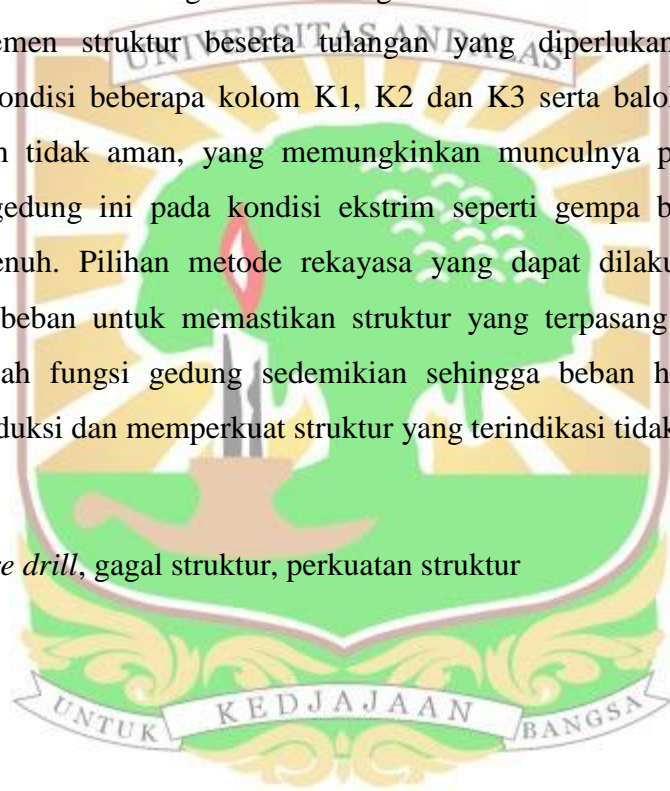 UNIVERSITAS ANDALAS
emen struktur beserta tulangan yang diperlukan
ondisi beberapa kolom K1, K2 dan K3 serta balo
n tidak aman, yang memungkinkan munculnya p
gedung ini pada kondisi ekstrim seperti gempa b
enuh. Pilihan metode rekayasa yang dapat dilaku
beban untuk memastikan struktur yang terpasang
ah fungsi gedung sedemikian sehingga beban h
duksi dan memperkuat struktur yang terindikasi tidak
re drill, gagal struktur, perkuatan struktur
UNTUK KEDJAJAAN BANGSA